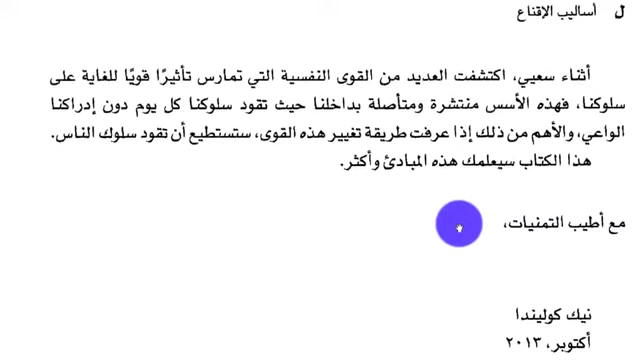 ل أساليب الإقناع
أثناء سعيي، اكتشفت العديد من القوى النفسية التي تمارس تأثيرًا قويًا للغاية على
سلوكنا، فهذه الأسس منتشرة ومتأصلة بداخلنا حيث تقود سلوكنا كل يوم دون إدراكنا
الواعي، والأهم من ذلك إذا عرفت طريقة تغيير هذه القوى، ستستطيع أن تقود سلوك الناس.
هذا الكتاب سيعلمك هذه المبادئ وأكثر.
مع أطيب التمنيات،
نيك كوليندا
أكتوبر، ٢٠١٣